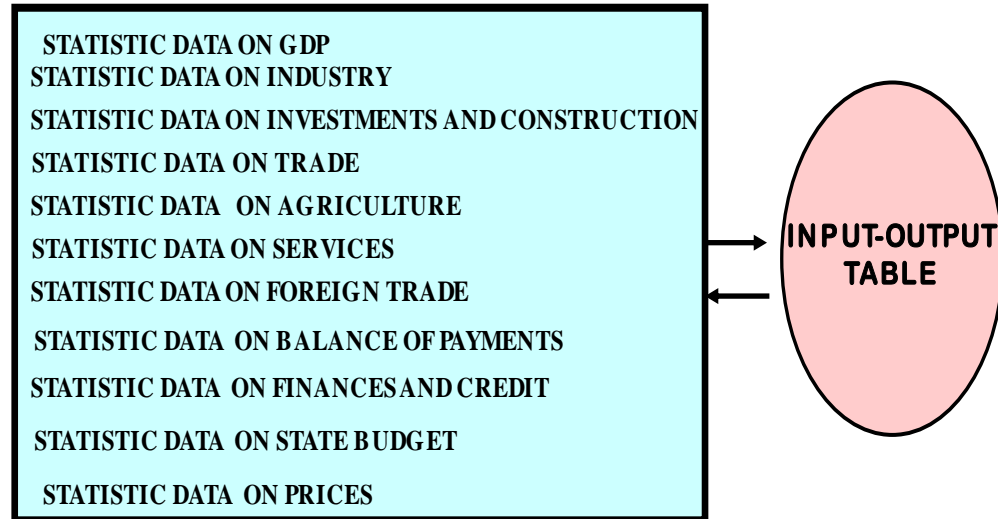 STATISTIC DATA ON GDP
STATISTIC DATA ON INDUSTRY
STATISTIC DATA ON INVESTMENTS AND CONSTRUCTION
STATISTIC DATA ON TRADE
STATISTIC DATA ON AGRICULTURE
STATISTIC DATA ON SERVICES
STATISTIC DATA ON FOREIGN TRADE
STATISTIC DATA ON BALANCE OF PAYMENTS
STATISTIC DATA ON FINANCES AND CREDIT
STATISTIC DATA ON STATE BUDGET
STATISTIC DATA ON PRICES
INPUT-OUTPUT
TABLE